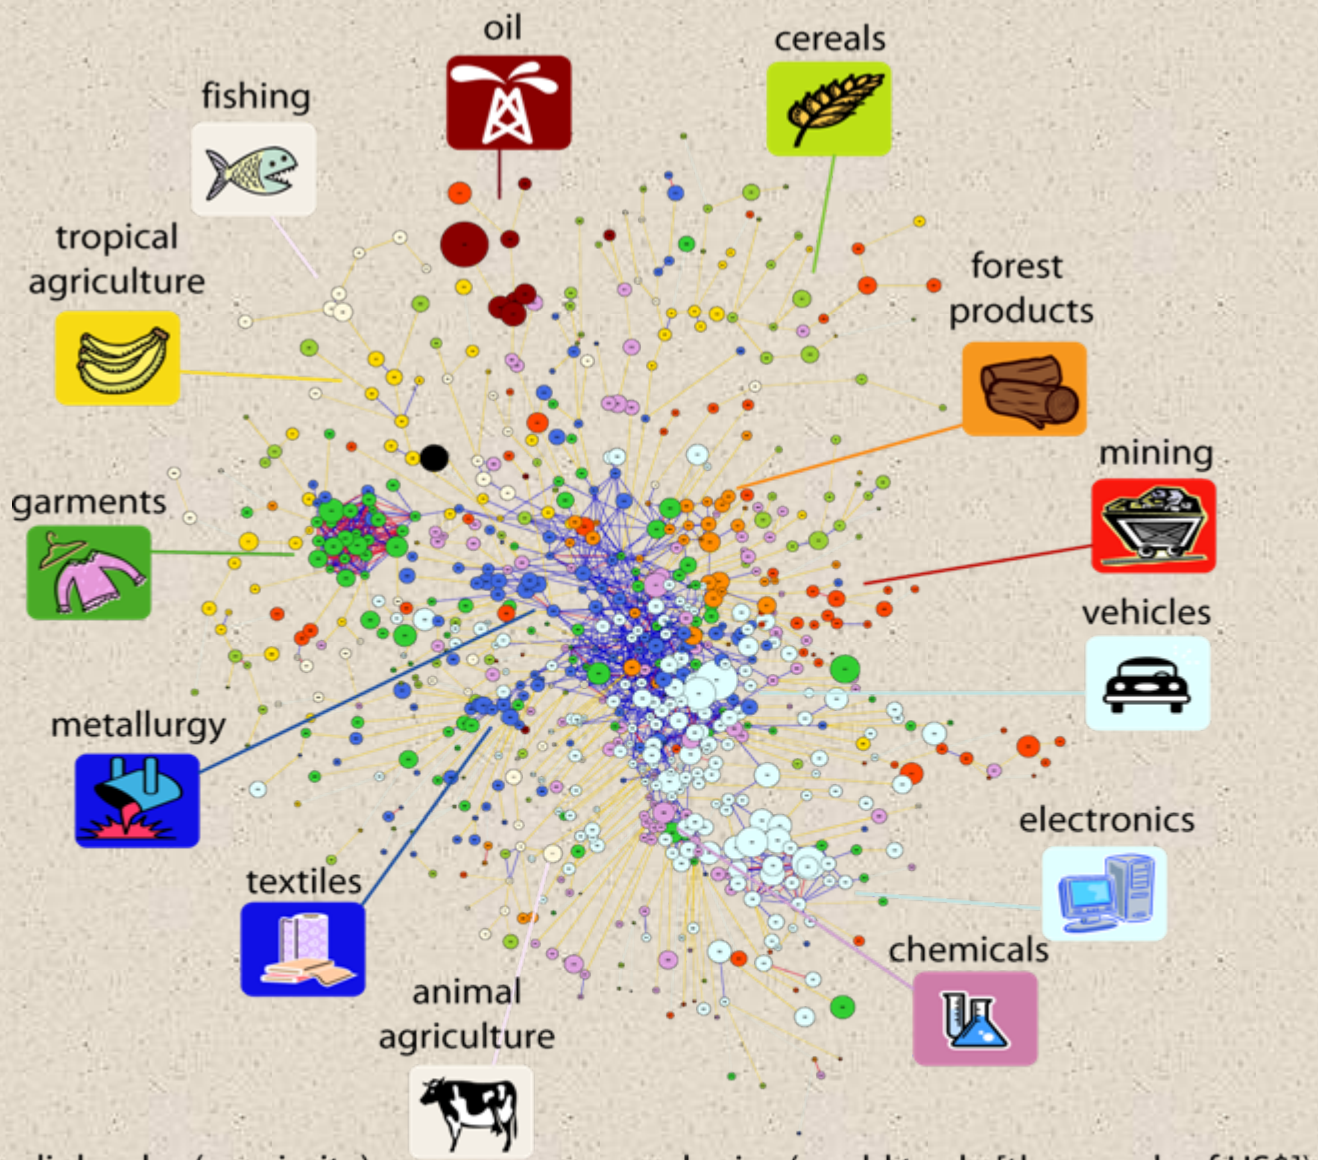 oil
cereals
fishing
tropical
agriculture
forest
products
mining
garments
vehicles
metallurgy
electronics
textiles
chemicals
animal
agriculture